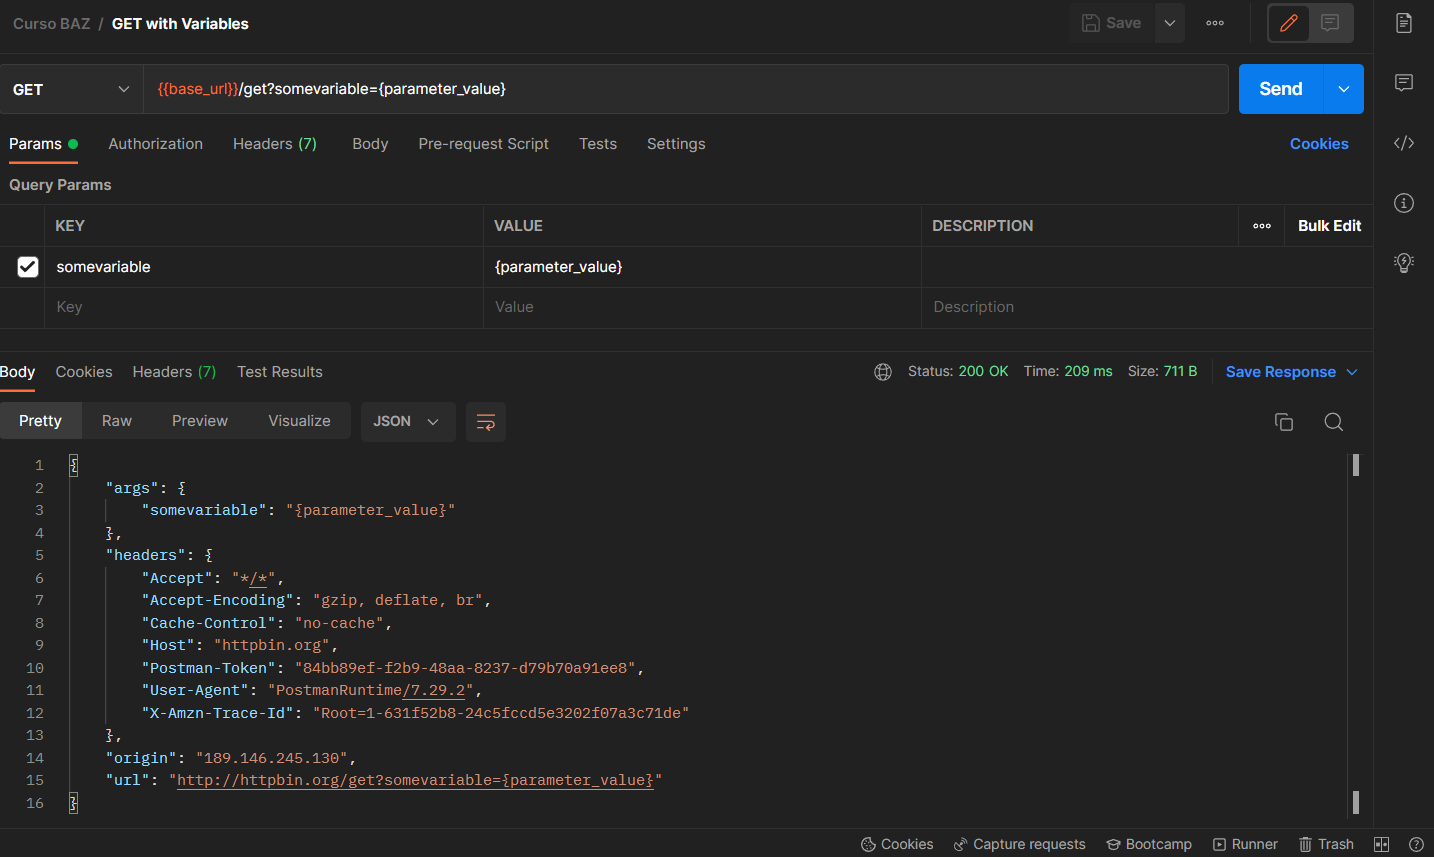 Curso BAZ / GET with Variables
Save
GET
{{base_url}}/get?somevariable={parameter_value}
Send
Params
Authorization
Headers (7)
Body
Pre-request Script
Tests
Settings
Cookies
Query Params
KEY
VALUE
DESCRIPTION
Bulk Edit
somevariable
{parameter_value}
Key
Value
Description
Body
Cookies
Headers (7)
Test Results
Status: 200 OK
Time: 209 ms
Size: 711 B
Save Response
Pretty
Raw
Preview
Visualize
JSON
1 {
2 "args": {
3 "somevariable": "{parameter_value}"
4 },
5 "headers": {
6 "Accept": "*/*",
7 "Accept-Encoding": "gzip, deflate, br",
8 "Cache-Control": "no-cache",
9 "Host": "httpbin.org",
10 "Postman-Token": "84bb89ef-f2b9-48aa-8237-d79b70a91ee8",
11 "User-Agent": "PostmanRuntime/7.29.2",
12 "X-Amzn-Trace-Id": "Root=1-631f52b8-24c5fccd5e3202f07a3c71de"
13 },
14 "origin": "189.146.245.130",
15 "url": "http://httpbin.org/get?somevariable={parameter_value}"
16 }
Cookies
Capture requests
Bootcamp
Runner
Trash